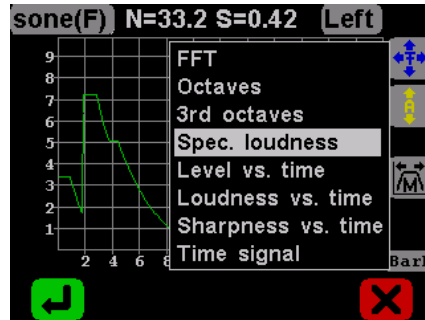 sone(F) N=33.2 S=0.42 Left
9
8
7
6
5
4
3
2
1
2 4 6 8
FFT
Octaves
3rd octaves
Spec. loudness
Level vs. time
Loudness vs. time
Sharpness vs. time
Time signal
T
A
M
Bark